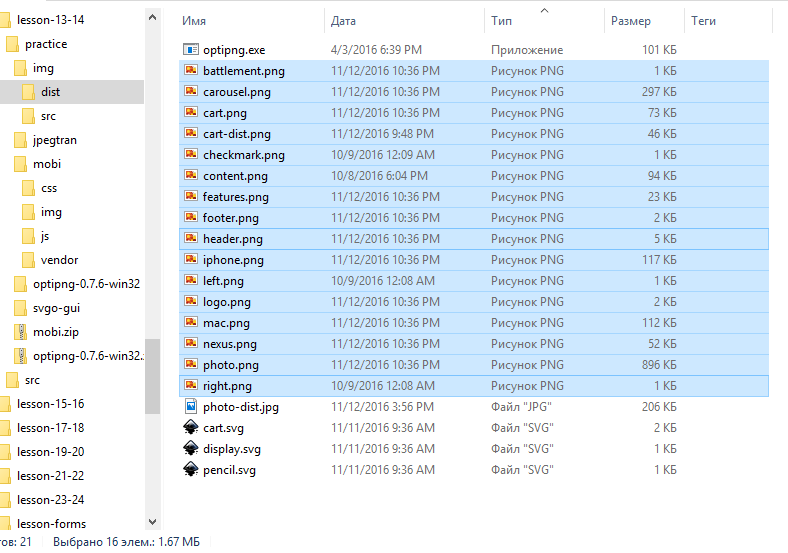 lesson-13-14
practice
img
dist
src
jpegtran
mobi
css
img
js
vendor
optipng-0.7.6-win32
svgo-gui
mobi.zip
optipng-0.7.6-win32.
src
lesson-15-16
lesson-17-18
lesson-19-20
lesson-21-22
lesson-23-24
lesson-forms
Имя Дата Тип Размер Теги
optipng.exe 4/3/2016 6:39 PM Приложение 101 КБ
battlement.png 11/12/2016 10:36 PM Рисунок PNG 1 КБ
carousel.png 11/12/2016 10:36 PM Рисунок PNG 297 КБ
cart.png 11/12/2016 10:36 PM Рисунок PNG 73 КБ
cart-dist.png 11/12/2016 9:48 PM Рисунок PNG 46 КБ
checkmark.png 10/9/2016 12:09 AM Рисунок PNG 1 КБ
content.png 10/8/2016 6:04 PM Рисунок PNG 94 КБ
features.png 11/12/2016 10:36 PM Рисунок PNG 23 КБ
footer.png 11/12/2016 10:36 PM Рисунок PNG 2 КБ
header.png 11/12/2016 10:36 PM Рисунок PNG 5 КБ
iphone.png 11/12/2016 10:36 PM Рисунок PNG 117 КБ
left.png 10/9/2016 12:08 AM Рисунок PNG 1 КБ
logo.png 11/12/2016 10:36 PM Рисунок PNG 2 КБ
mac.png 11/12/2016 10:36 PM Рисунок PNG 112 КБ
nexus.png 11/12/2016 10:36 PM Рисунок PNG 52 КБ
photo.png 11/12/2016 10:36 PM Рисунок PNG 896 КБ
right.png 10/9/2016 12:08 AM Рисунок PNG 1 КБ
photo-dist.jpg 11/12/2016 3:56 PM Файл "JPG" 206 КБ
cart.svg 11/11/2016 9:36 AM Файл "SVG" 2 КБ
display.svg 11/11/2016 9:36 AM Файл "SVG" 1 КБ
pencil.svg 11/11/2016 9:36 AM Файл "SVG" 1 КБ
тов: 21 Выбрано 16 элем.: 1.67 МБ